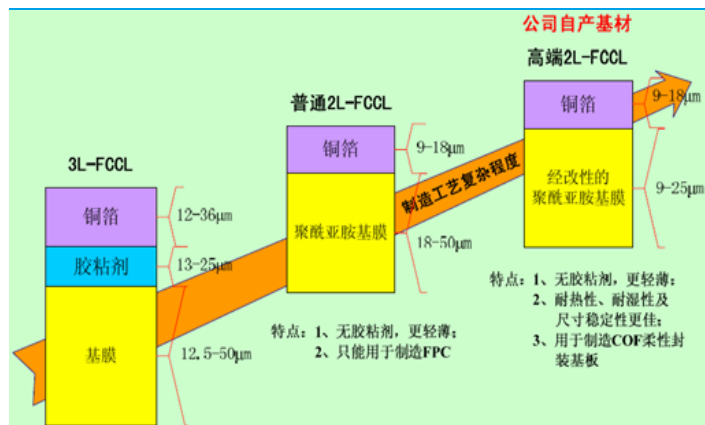 公司自产基材
高端2L-FCCL
铜箔
9-18μm
经改性的
聚酰亚胺基膜
9-25μm
特点：1、无胶粘剂，更轻薄；
2、耐热性、耐湿性及
尺寸稳定性更佳；
3、用于制造COF柔性封
装基板
普通2L-FCCL
铜箔
9-18μm
聚酰亚胺基膜
18-50μm
特点：1、无胶粘剂，更轻薄；
2、只能用于制造FPC
制造工艺复杂程度
3L-FCCL
铜箔
12-36μm
胶粘剂
13-25μm
基膜
12.5-50μm